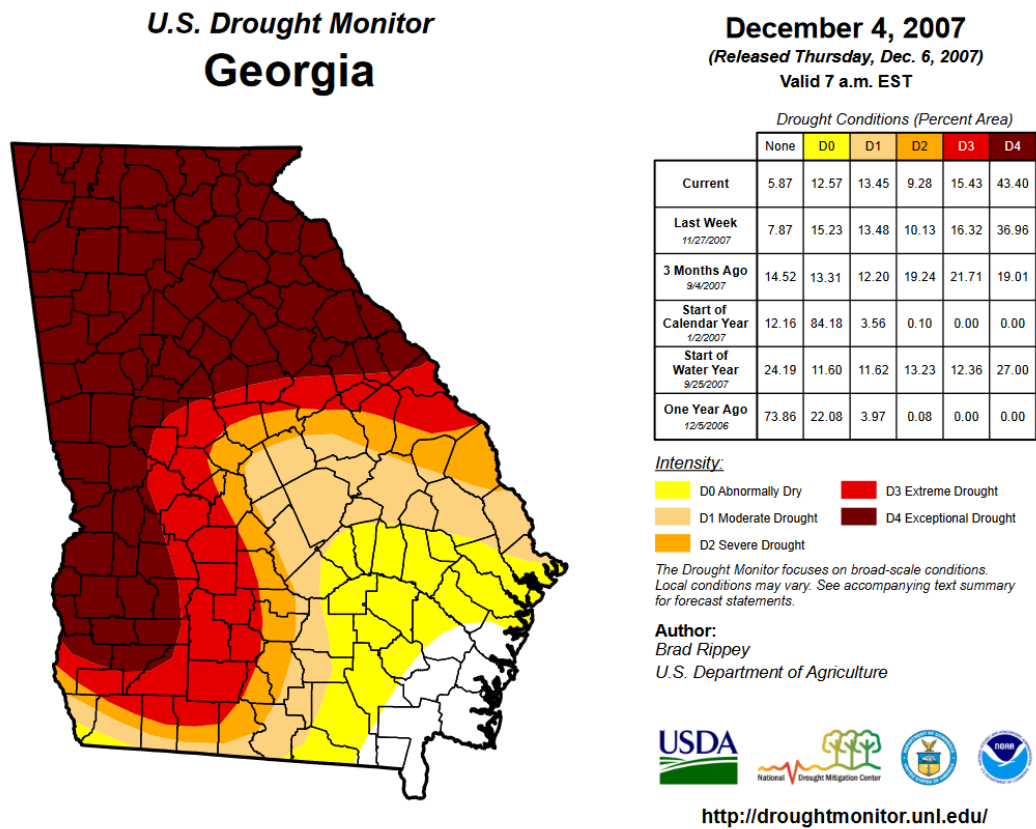 U.S. Drought Monitor
Georgia
December 4, 2007
(Released Thursday, Dec. 6, 2007)
Valid 7 a.m. EST
Drought Conditions (Percent Area)
None D0 D1 D2 D3 D4
Current 5.87 12.57 13.45 9.28 15.43 43.40
Last Week
11/27/2007
7.87 15.23 13.48 10.13 16.32 36.96
3 Months Ago
9/4/2007
14.52 13.31 12.20 19.24 21.71 19.01
Start of
Calendar Year
1/2/2007
12.16 84.18 3.56 0.10 0.00 0.00
Start of
Water Year
9/25/2007
24.19 11.60 11.62 13.23 12.36 27.00
One Year Ago
12/5/2006
73.86 22.08 3.97 0.08 0.00 0.00
Intensity:
D0 Abnormally Dry
D1 Moderate Drought
D2 Severe Drought
D3 Extreme Drought
D4 Exceptional Drought
The Drought Monitor focuses on broad-scale conditions.
Local conditions may vary. See accompanying text summary
for forecast statements.
Author:
Brad Rippey
U.S. Department of Agriculture
USDA
National Drought Mitigation Center
NOAA
http://droughtmonitor.unl.edu/